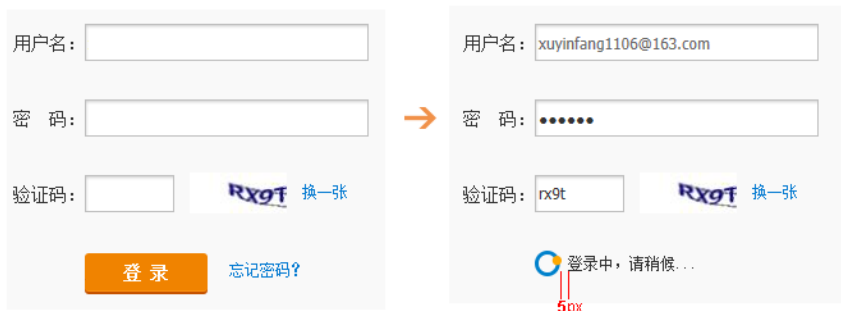 用户名：
密 码：
验证码： RX9T 换一张
登 录 忘记密码？
用户名： xuyinfang1106@163.com
密 码： ●●●●●●
验证码： rx9t RX9T 换一张
登录中，请稍候...
5px